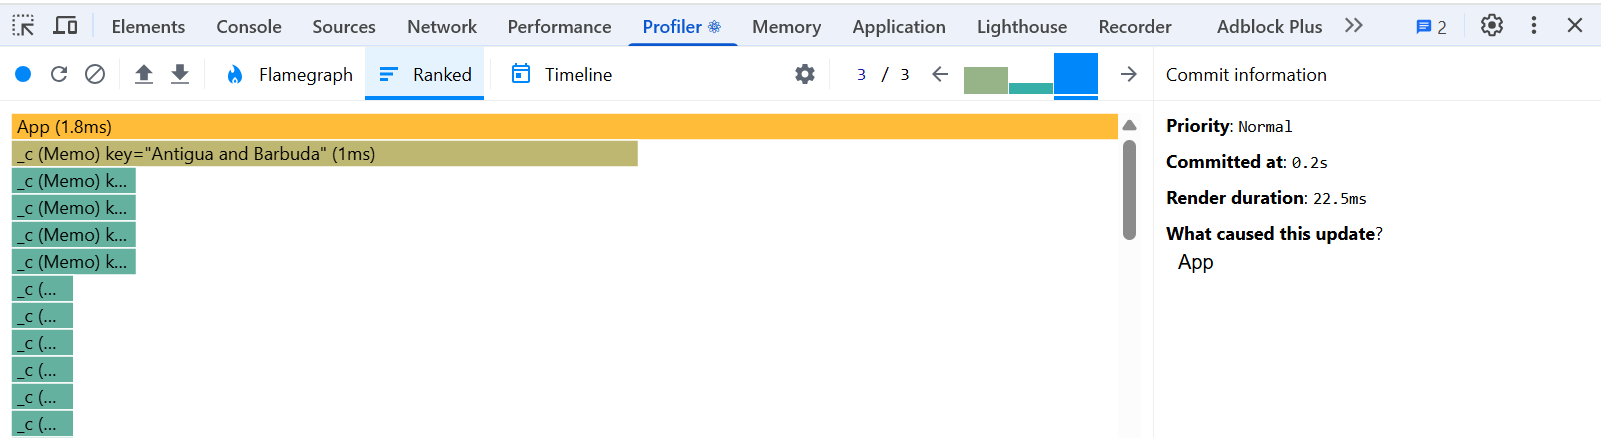 Elements Console Sources Network Performance Profiler ⚛ Memory Application Lighthouse Recorder Adblock Plus 2
Flamegraph Ranked Timeline 3 / 3 Commit information
App (1.8ms)
_c (Memo) key="Antigua and Barbuda" (1ms)
_c (Memo) k...
_c (Memo) k...
_c (Memo) k...
_c (Memo) k...
_c (...
_c (...
_c (...
_c (...
_c (...
_c (...
Priority: Normal
Committed at: 0.2s
Render duration: 22.5ms
What caused this update?
App